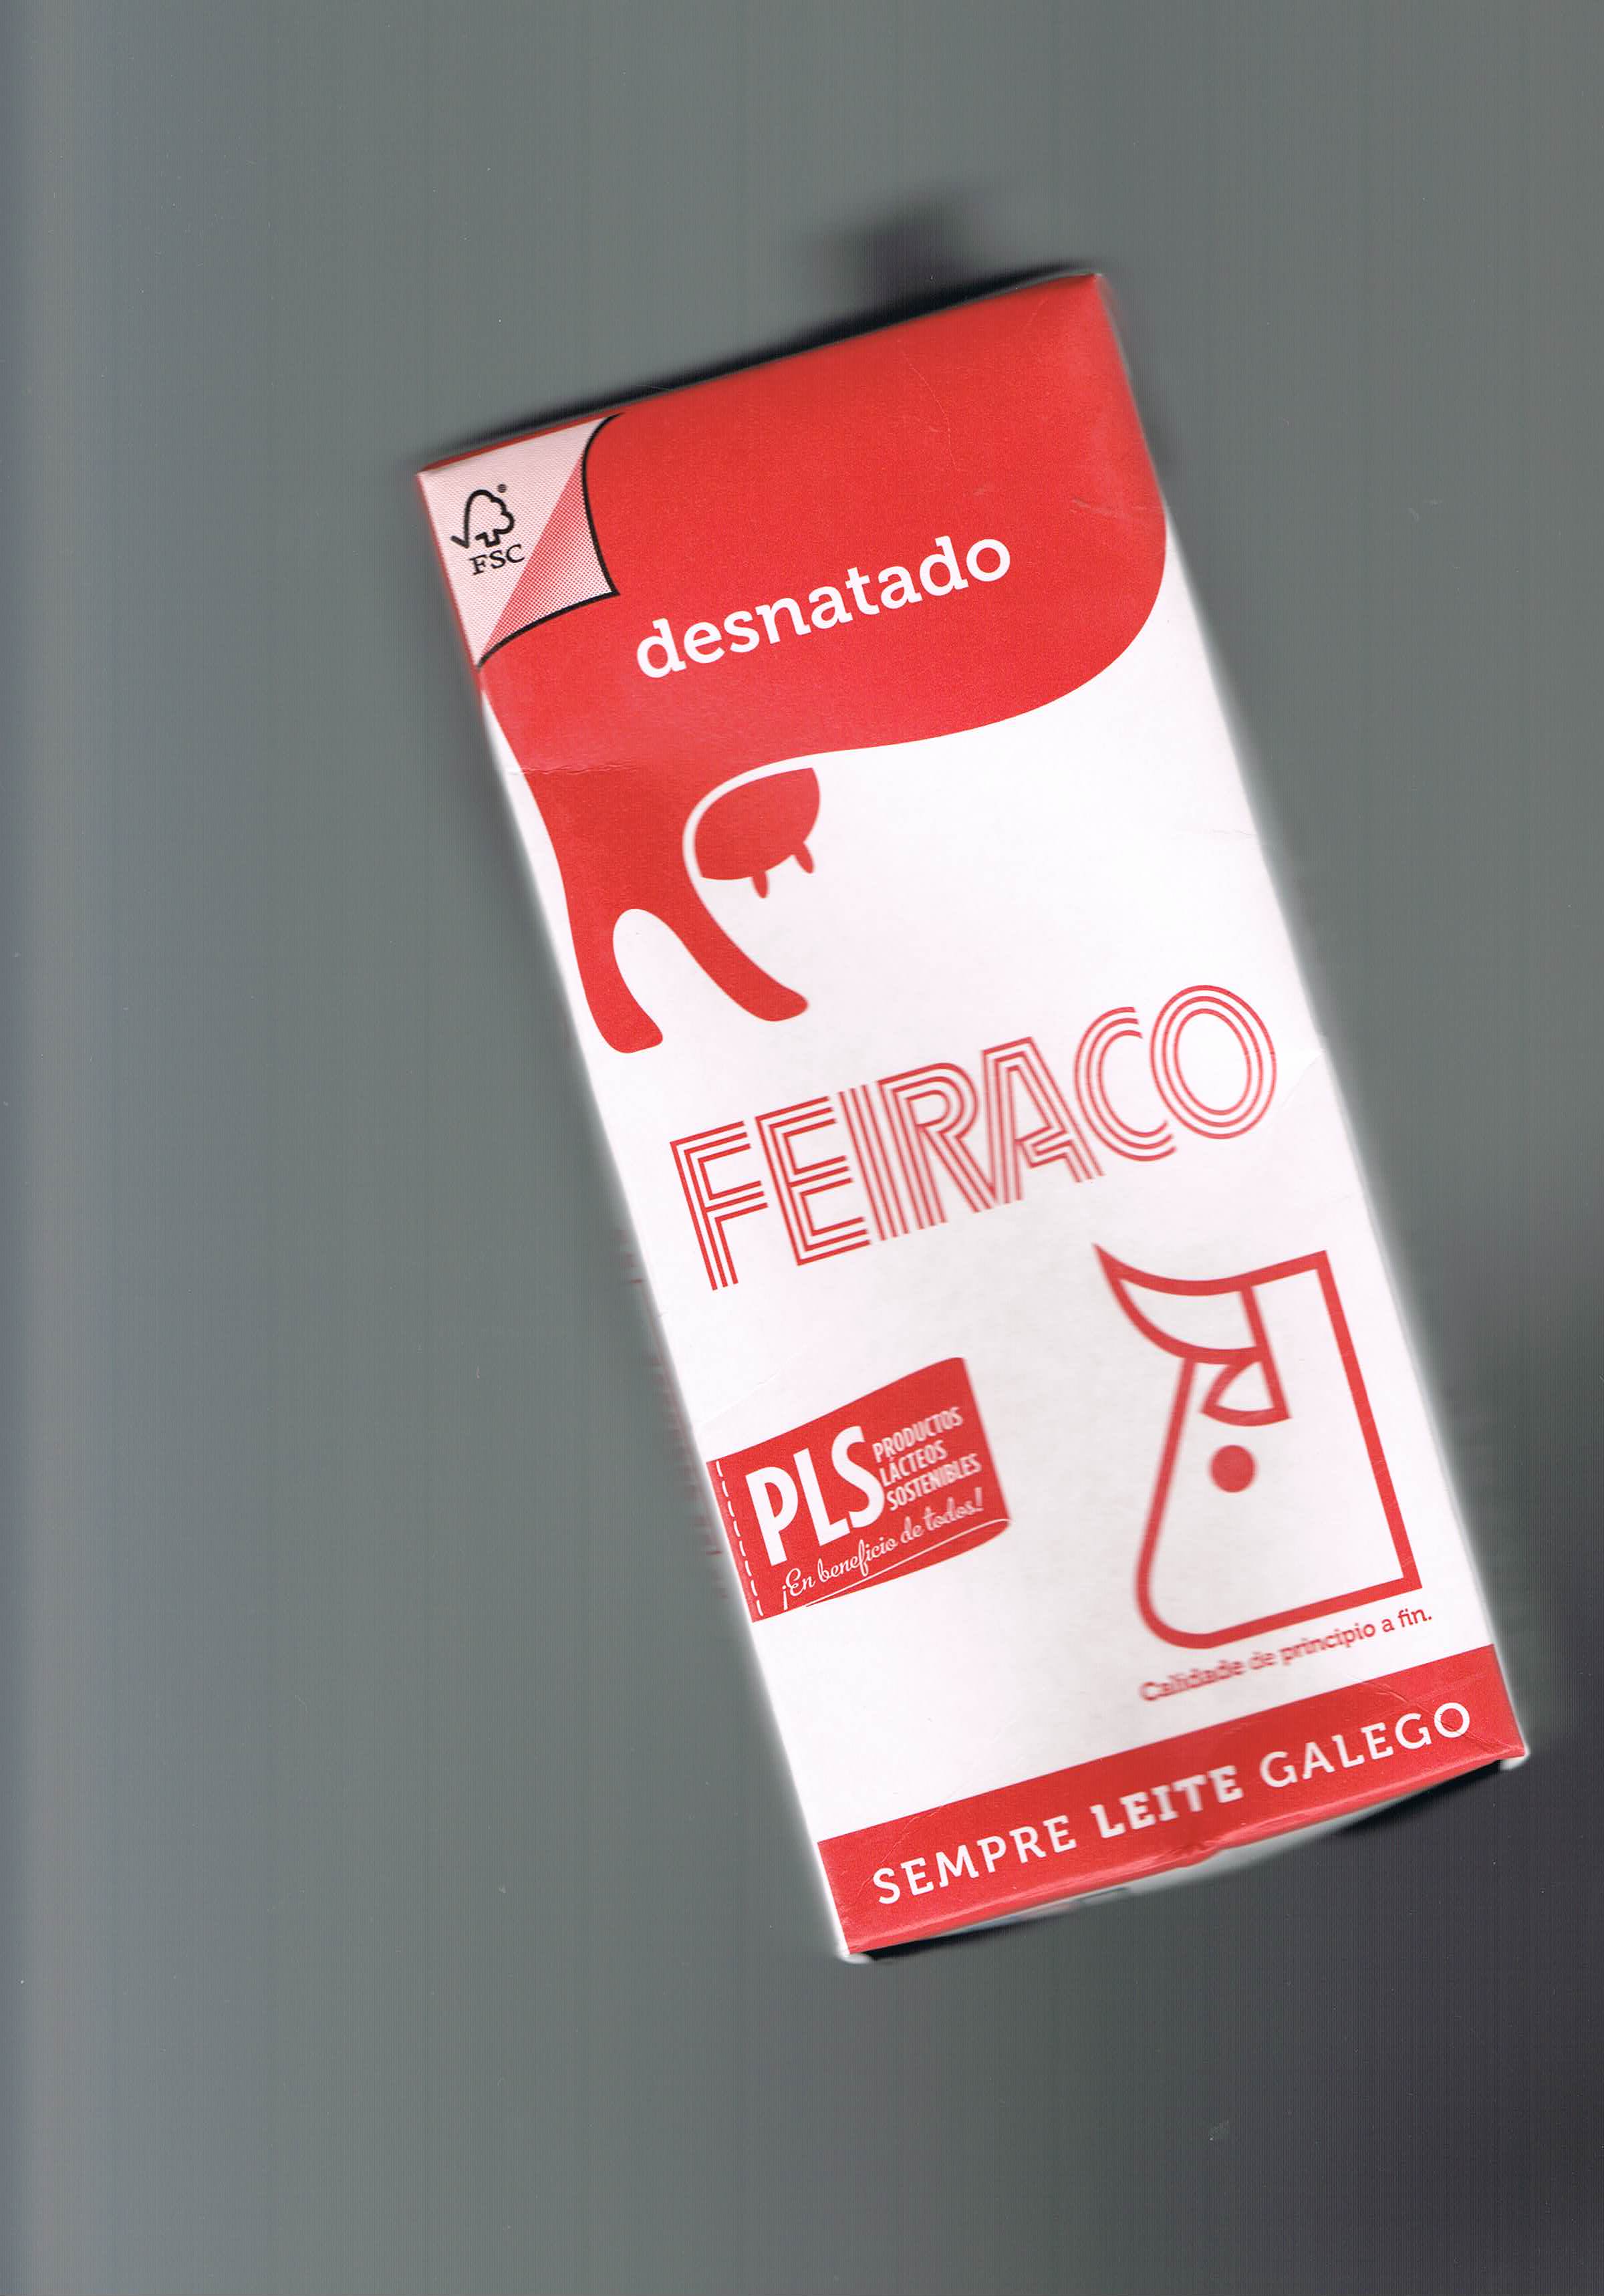 FSC®
desnatado
FEIRACO
PLS
PRODUCTOS
LÁCTEOS
SOSTENIBLES
¡En beneficio de todos!
Calidade de principio a fin.
SEMPRE LEITE GALEGO